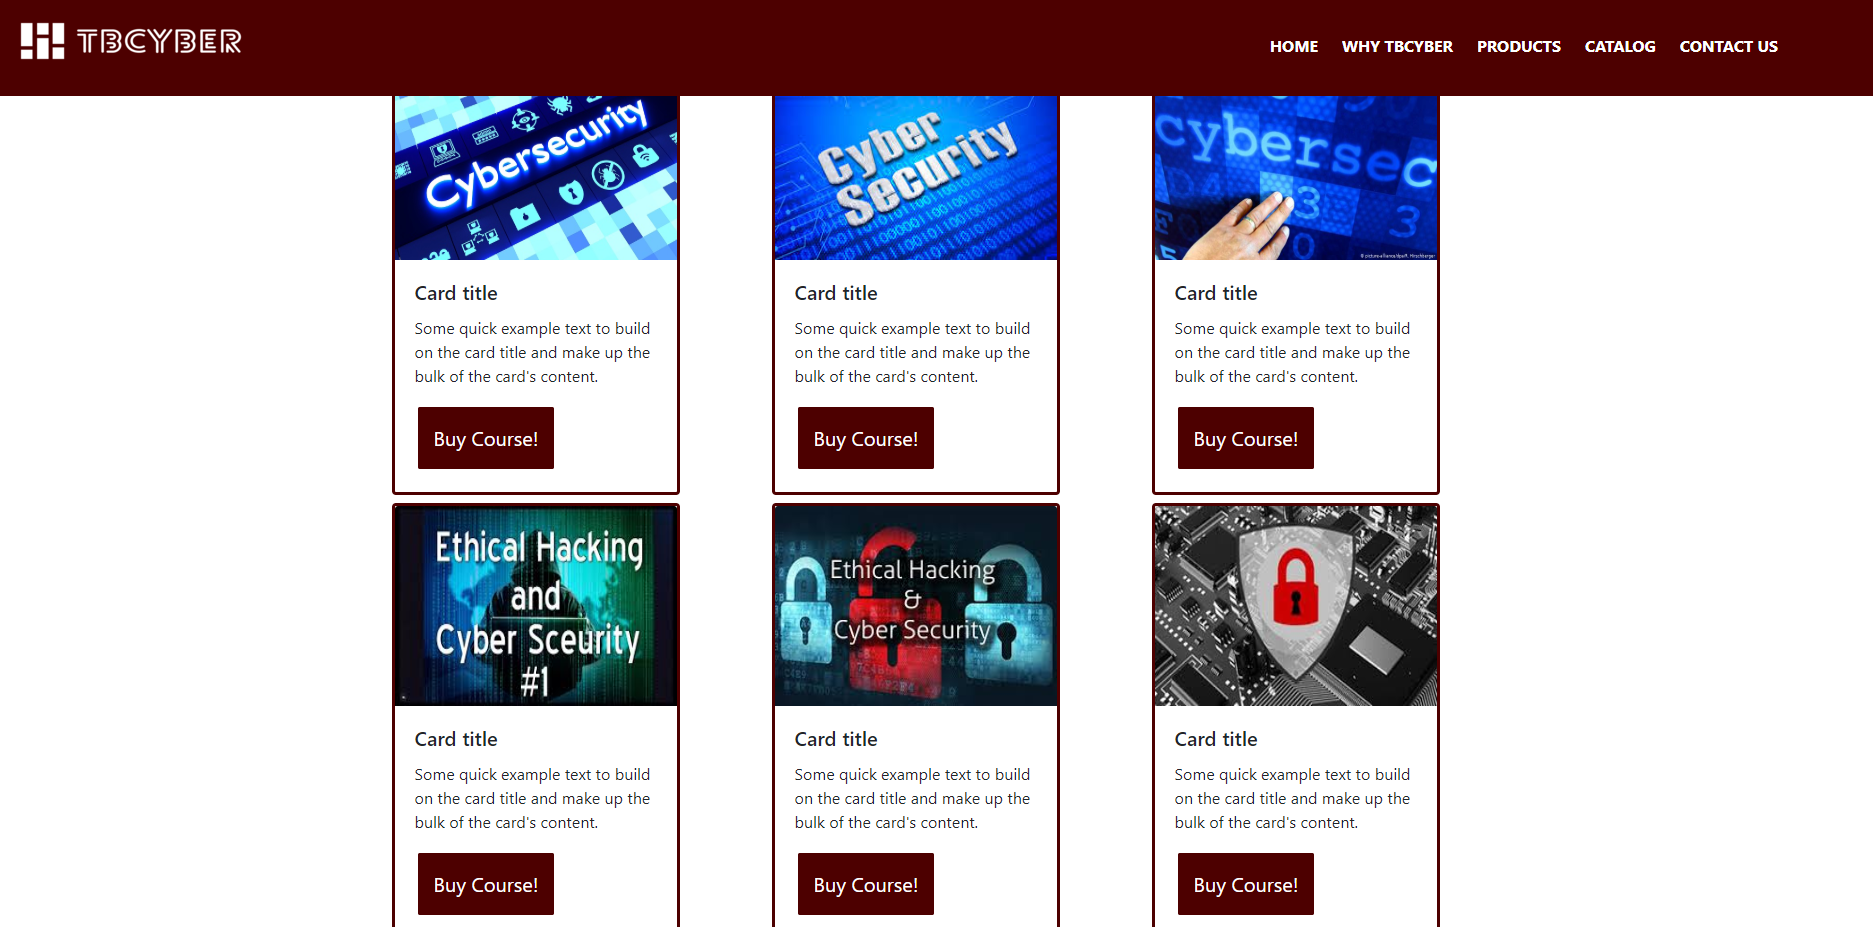 TBCYBER
HOME WHY TBCYBER PRODUCTS CATALOG CONTACT US
Cybersecurity
Cyber
Security
cybersec
3
3
0
© picture-alliance/dpa/R. Hirschberger
Card title
Some quick example text to build
on the card title and make up the
bulk of the card's content.
Buy Course!
Card title
Some quick example text to build
on the card title and make up the
bulk of the card's content.
Buy Course!
Card title
Some quick example text to build
on the card title and make up the
bulk of the card's content.
Buy Course!
Ethical Hacking
and
Cyber Sceurity
#1
Ethical Hacking
&
Cyber Security
Card title
Some quick example text to build
on the card title and make up the
bulk of the card's content.
Buy Course!
Card title
Some quick example text to build
on the card title and make up the
bulk of the card's content.
Buy Course!
Card title
Some quick example text to build
on the card title and make up the
bulk of the card's content.
Buy Course!